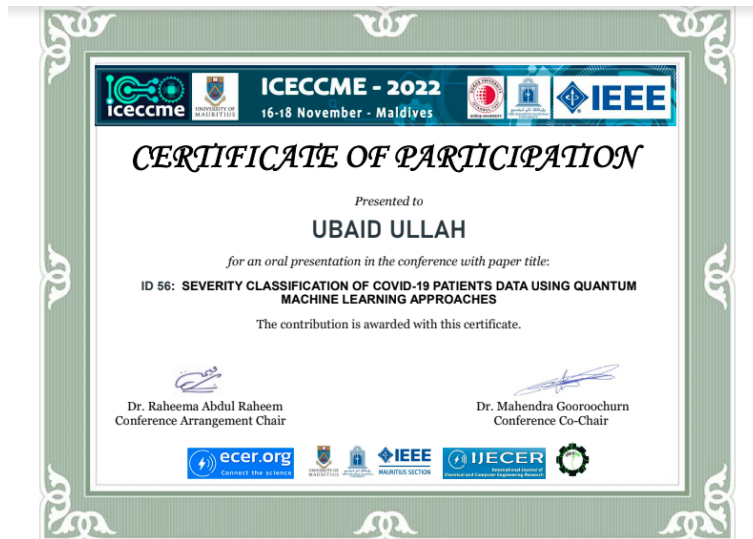 iceccme
UNIVERSITY OF
MAURITIUS
ICECCME - 2022
16-18 November - Maldives
IEEE
CERTIFICATE OF PARTICIPATION
Presented to
UBAID ULLAH
for an oral presentation in the conference with paper title:
ID 56: SEVERITY CLASSIFICATION OF COVID-19 PATIENTS DATA USING QUANTUM
MACHINE LEARNING APPROACHES
The contribution is awarded with this certificate.
Dr. Raheema Abdul Raheem
Conference Arrangement Chair
Dr. Mahendra Gooroochurn
Conference Co-Chair
ecer.org
Connect the science
UNIVERSITY OF
MAURITIUS
IEEE
MAURITIUS SECTION
IJECER
International Journal of
Electrical and Computer Engineering Research